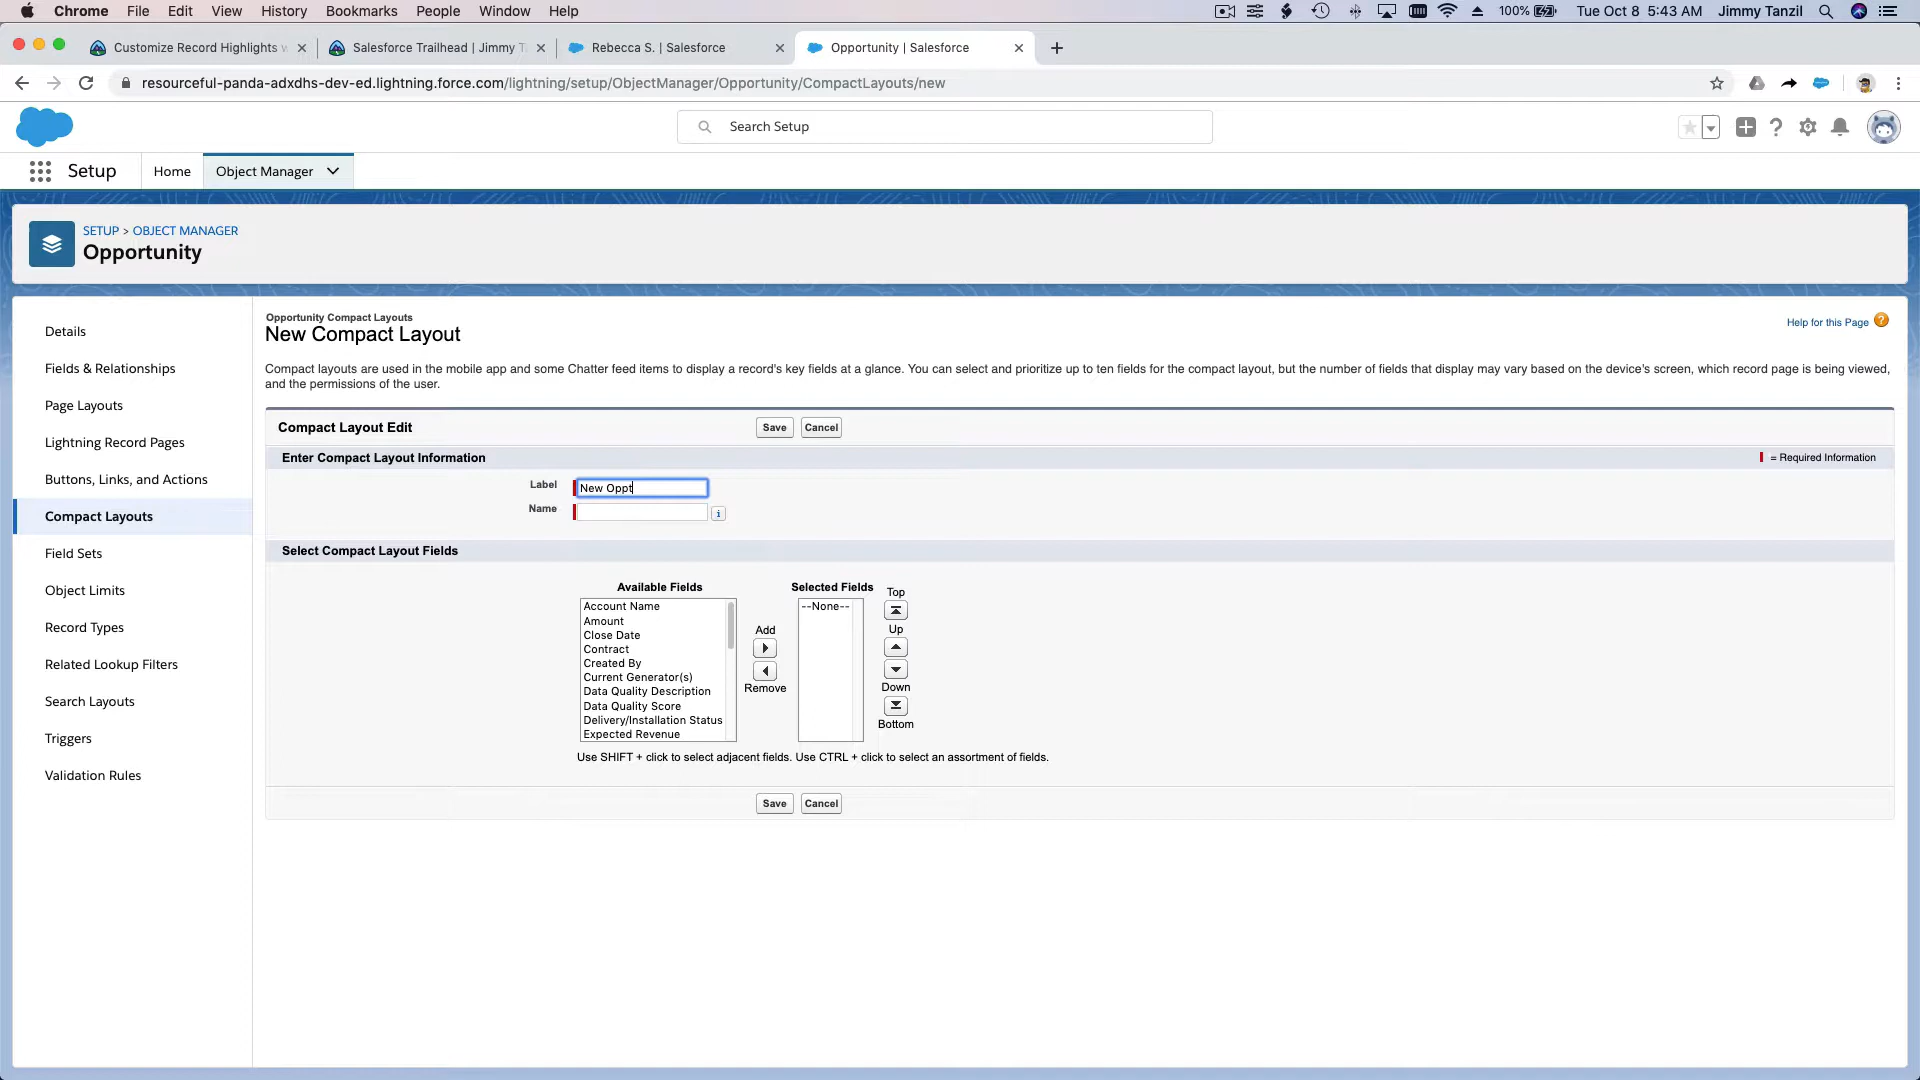 Chrome File Edit View History Bookmarks People Window Help 100% Tue Oct 8 5:43 AM Jimmy Tanzil
Customize Record Highlights Salesforce Trailhead | Jimmy T Rebecca S. | Salesforce Opportunity | Salesforce
resourceful-panda-adxdhs-dev-ed.lightning.force.com/lightning/setup/ObjectManager/Opportunity/CompactLayouts/new
Search Setup
Setup Home Object Manager
SETUP > OBJECT MANAGER
Opportunity
Details
Fields & Relationships
Page Layouts
Lightning Record Pages
Buttons, Links, and Actions
Compact Layouts
Field Sets
Object Limits
Record Types
Related Lookup Filters
Search Layouts
Triggers
Validation Rules
Opportunity Compact Layouts
New Compact Layout
Help for this Page ?
Compact layouts are used in the mobile app and some Chatter feed items to display a record's key fields at a glance. You can select and prioritize up to ten fields for the compact layout, but the number of fields that display may vary based on the device's screen, which record page is being viewed,
and the permissions of the user.
Compact Layout Edit Save Cancel
Enter Compact Layout Information = Required Information
Label New Oppt
Name i
Select Compact Layout Fields
Available Fields Selected Fields
Account Name
Amount
Close Date
Contract
Created By
Current Generator(s)
Data Quality Description
Data Quality Score
Delivery/Installation Status
Expected Revenue
Add
Remove
--None--
Top
Up
Down
Bottom
Use SHIFT + click to select adjacent fields. Use CTRL + click to select an assortment of fields.
Save Cancel